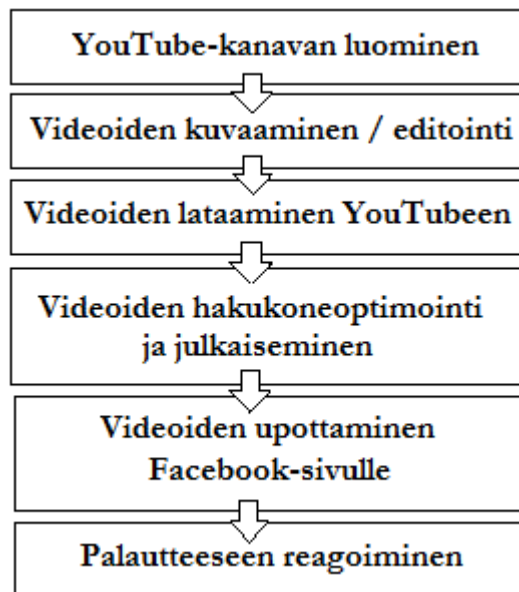 YouTube-kanavan luominen
Videoiden kuvaaminen / editointi
Videoiden lataaminen YouTubeen
Videoiden hakukoneoptimointi
ja julkaiseminen
Videoiden upottaminen
Facebook-sivulle
Palautteeseen reagoiminen